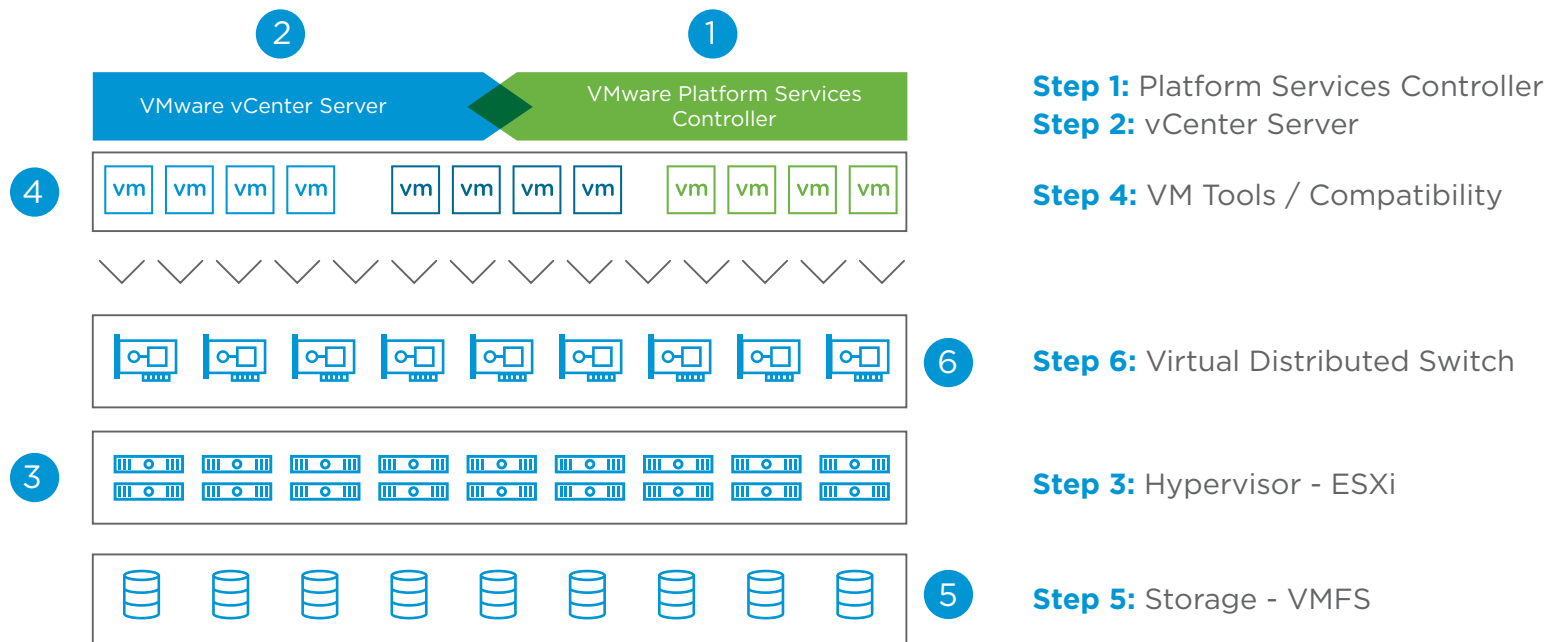 2
1
VMware vCenter Server
VMware Platform Services
Controller
Step 1: Platform Services Controller
Step 2: vCenter Server
4
vm vm vm vm vm vm vm vm vm vm vm vm
Step 4: VM Tools / Compatibility
6
Step 6: Virtual Distributed Switch
3
Step 3: Hypervisor - ESXi
5
Step 5: Storage - VMFS